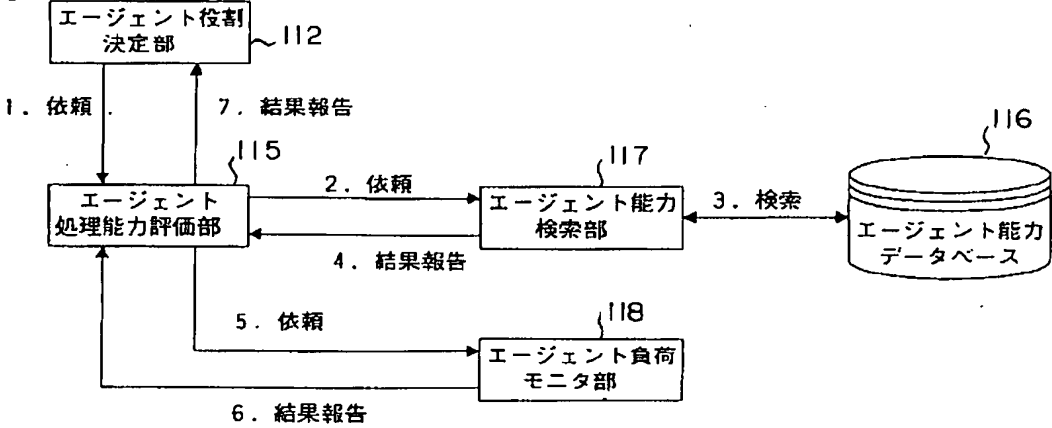 エージェント役割
決定部
112
1. 依頼
7. 結果報告
115
エージェント
処理能力評価部
2. 依頼
4. 結果報告
117
エージェント能力
検索部
3. 検索
116
エージェント能力
データベース
5. 依頼
6. 結果報告
118
エージェント負荷
モニタ部